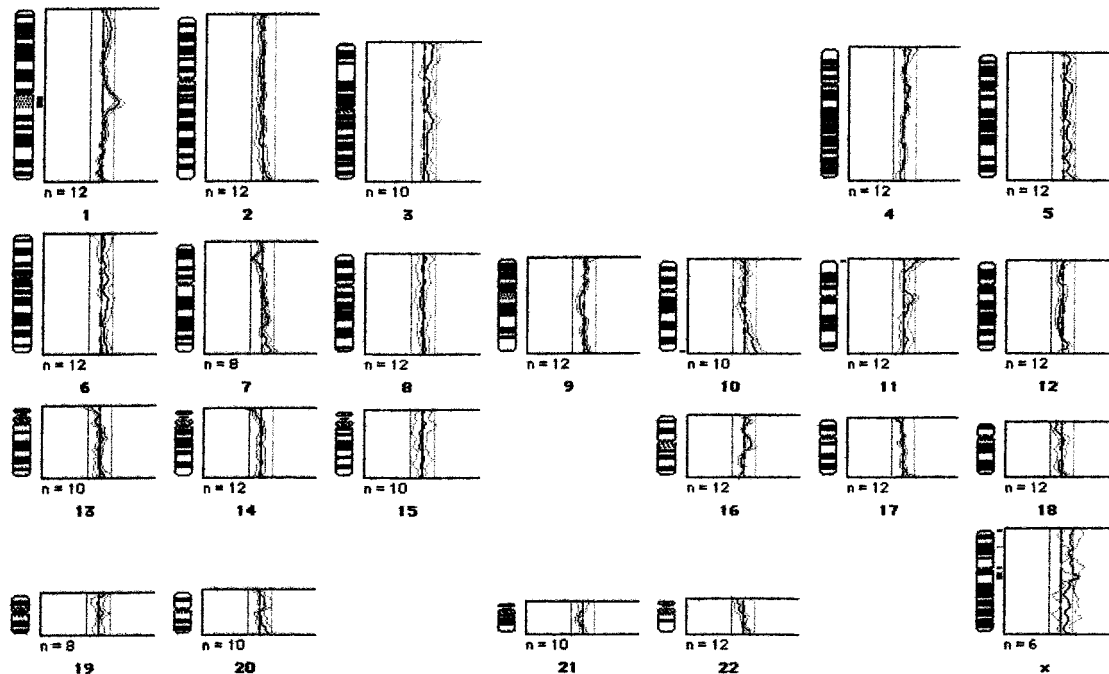 n = 12 n = 12 n = 10 n = 12 n = 12
1 2 3 4 5
n = 12 n = 8 n = 12 n = 12 n = 10 n = 12 n = 12
6 7 8 9 10 11 12
n = 10 n = 12 n = 10 n = 12 n = 12 n = 12
13 14 15 16 17 18
n = 8 n = 10 n = 10 n = 12 n = 6
19 20 21 22 x